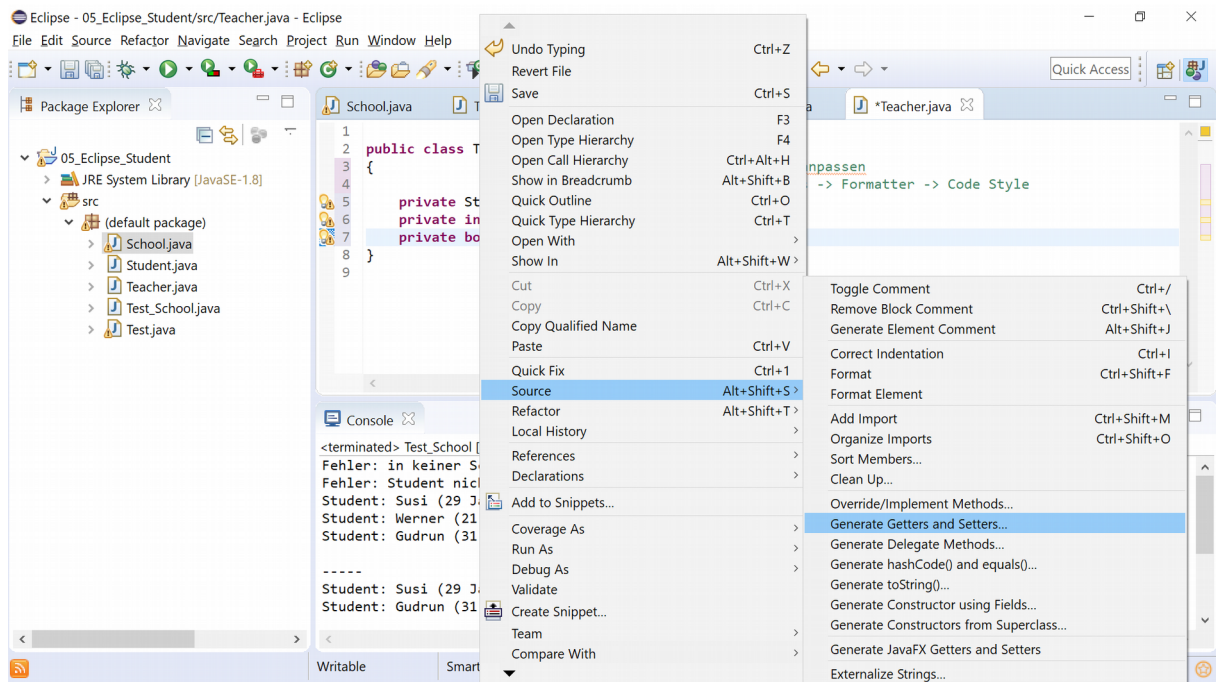 Eclipse - 05_Eclipse_Student/src/Teacher.java - Eclipse
File Edit Source Refactor Navigate Search Project Run Window Help
Quick Access
Package Explorer
05_Eclipse_Student
JRE System Library [JavaSE-1.8]
src
(default package)
School.java
Student.java
Teacher.java
Test_School.java
Test.java
School.java
*Teacher.java
1
2 public class T
3 {
4
5 private St
6 private in
7 private bo
8 }
9
npassen
-> Formatter -> Code Style
Console
<terminated> Test_School [
Fehler: in keiner S
Fehler: Student nic
Student: Susi (29 J
Student: Werner (21
Student: Gudrun (31
-----
Student: Susi (29 J
Student: Gudrun (31
Writable
Smart
Undo Typing Ctrl+Z
Revert File
Save Ctrl+S
Open Declaration F3
Open Type Hierarchy F4
Open Call Hierarchy Ctrl+Alt+H
Show in Breadcrumb Alt+Shift+B
Quick Outline Ctrl+O
Quick Type Hierarchy Ctrl+T
Open With
Show In Alt+Shift+W
Cut Ctrl+X
Copy Ctrl+C
Copy Qualified Name
Paste Ctrl+V
Quick Fix Ctrl+1
Source Alt+Shift+S
Refactor Alt+Shift+T
Local History
References
Declarations
Add to Snippets...
Coverage As
Run As
Debug As
Validate
Create Snippet...
Team
Compare With
Toggle Comment Ctrl+/
Remove Block Comment Ctrl+Shift+\
Generate Element Comment Alt+Shift+J
Correct Indentation Ctrl+I
Format Ctrl+Shift+F
Format Element
Add Import Ctrl+Shift+M
Organize Imports Ctrl+Shift+O
Sort Members...
Clean Up...
Override/Implement Methods...
Generate Getters and Setters...
Generate Delegate Methods...
Generate hashCode() and equals()...
Generate toString()...
Generate Constructor using Fields...
Generate Constructors from Superclass...
Generate JavaFX Getters and Setters
Externalize Strings...